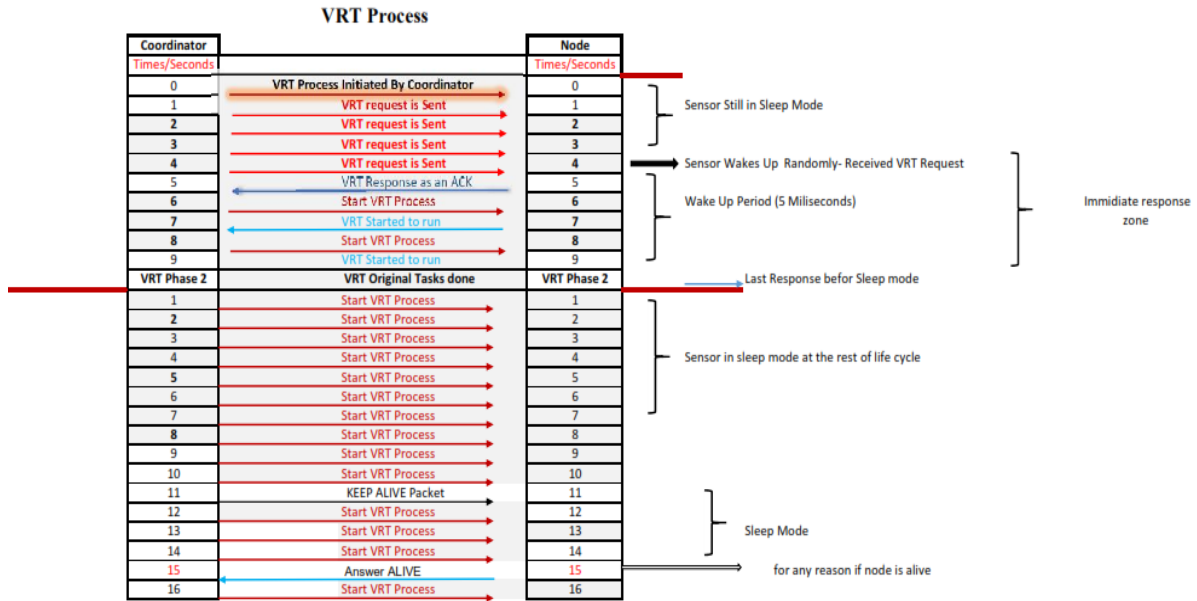 VRT Process
Coordinator Node
Times/Seconds Times/Seconds
0 VRT Process Initiated By Coordinator 0
1 VRT request is Sent 1 Sensor Still in Sleep Mode
2 VRT request is Sent 2
3 VRT request is Sent 3
4 VRT request is Sent 4 Sensor Wakes Up Randomly- Received VRT Request
5 VRT Response as an ACK 5
6 Start VRT Process 6 Wake Up Period (5 Miliseconds) Immidiate response
7 VRT Started to run 7 zone
8 Start VRT Process 8
9 VRT Started to run 9
VRT Phase 2 VRT Original Tasks done VRT Phase 2 Last Response befor Sleep mode
1 Start VRT Process 1
2 Start VRT Process 2
3 Start VRT Process 3
4 Start VRT Process 4 Sensor in sleep mode at the rest of life cycle
5 Start VRT Process 5
6 Start VRT Process 6
7 Start VRT Process 7
8 Start VRT Process 8
9 Start VRT Process 9
10 Start VRT Process 10
11 KEEP ALIVE Packet 11
12 Start VRT Process 12
13 Start VRT Process 13 Sleep Mode
14 Start VRT Process 14
15 Answer ALIVE 15 for any reason if node is alive
16 Start VRT Process 16